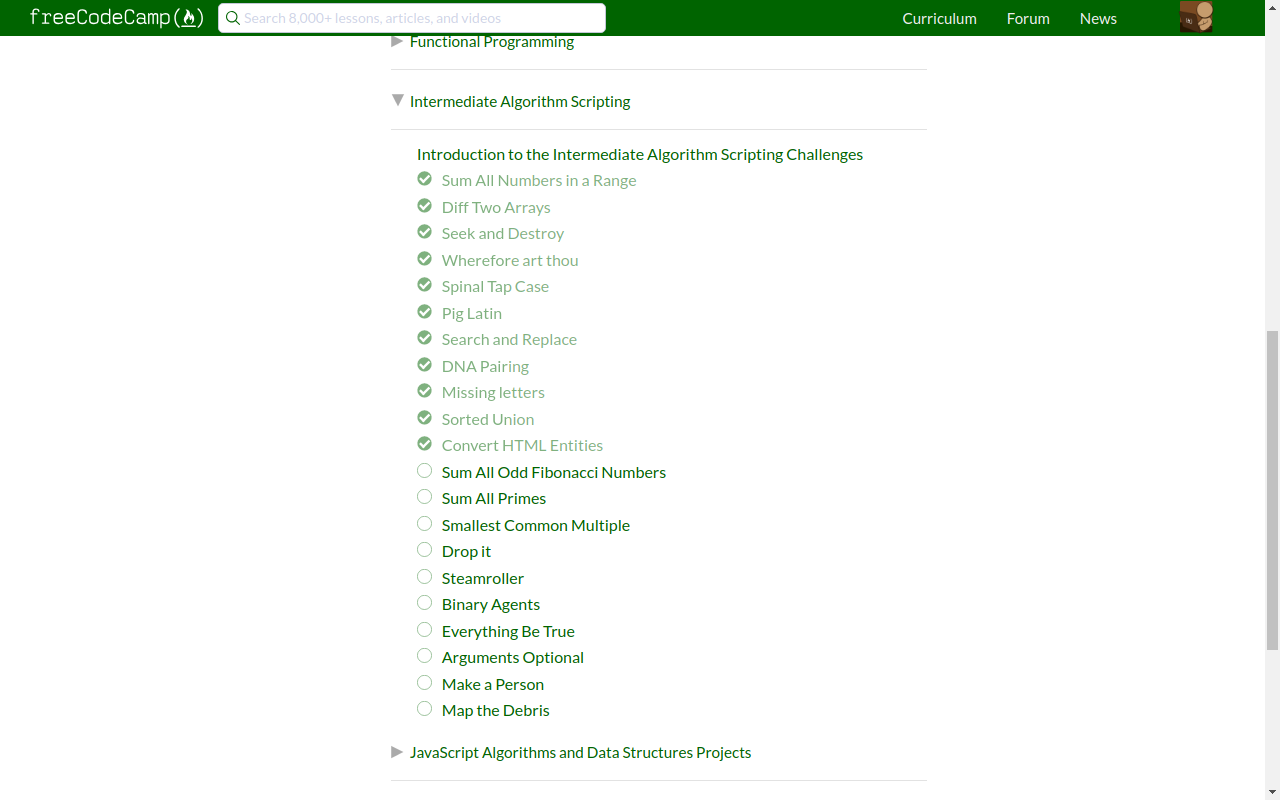 freeCodeCamp
Search 8,000+ lessons, articles, and videos
Curriculum
Forum
News
Functional Programming
Intermediate Algorithm Scripting
Introduction to the Intermediate Algorithm Scripting Challenges
Sum All Numbers in a Range
Diff Two Arrays
Seek and Destroy
Wherefore art thou
Spinal Tap Case
Pig Latin
Search and Replace
DNA Pairing
Missing letters
Sorted Union
Convert HTML Entities
Sum All Odd Fibonacci Numbers
Sum All Primes
Smallest Common Multiple
Drop it
Steamroller
Binary Agents
Everything Be True
Arguments Optional
Make a Person
Map the Debris
JavaScript Algorithms and Data Structures Projects